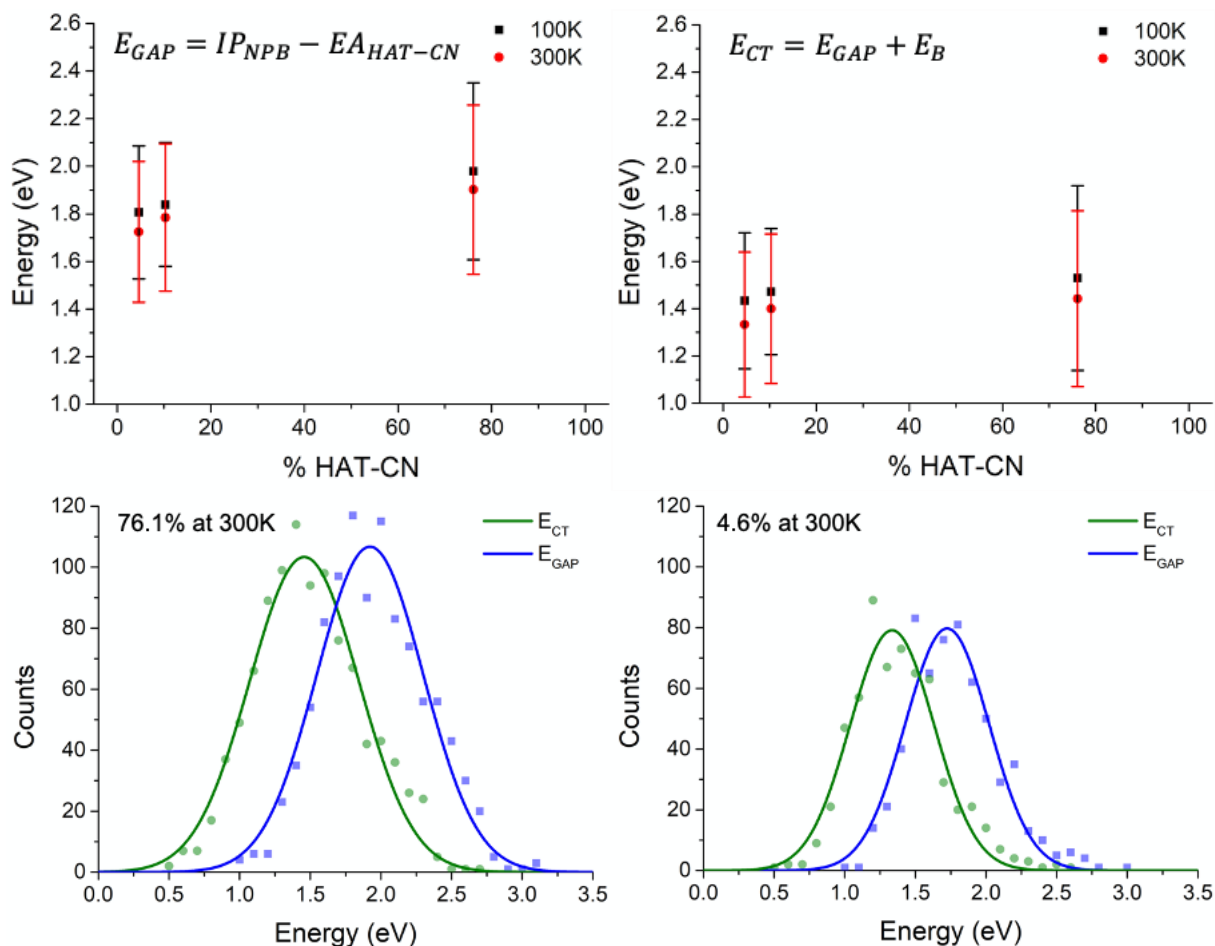 E_GAP = IP_NPB − EA_HAT−CN
100K
300K
2.6
2.4
2.2
2.0
1.8
1.6
1.4
1.2
1.0
Energy (eV)
0 20 40 60 80 100
% HAT-CN
E_CT = E_GAP + E_B
100K
300K
2.6
2.4
2.2
2.0
1.8
1.6
1.4
1.2
1.0
Energy (eV)
0 20 40 60 80 100
% HAT-CN
76.1% at 300K
E_CT
E_GAP
120
100
80
60
40
20
0
Counts
0.0 0.5 1.0 1.5 2.0 2.5 3.0 3.5
Energy (eV)
4.6% at 300K
E_CT
E_GAP
120
100
80
60
40
20
0
Counts
0.0 0.5 1.0 1.5 2.0 2.5 3.0 3.5
Energy (eV)